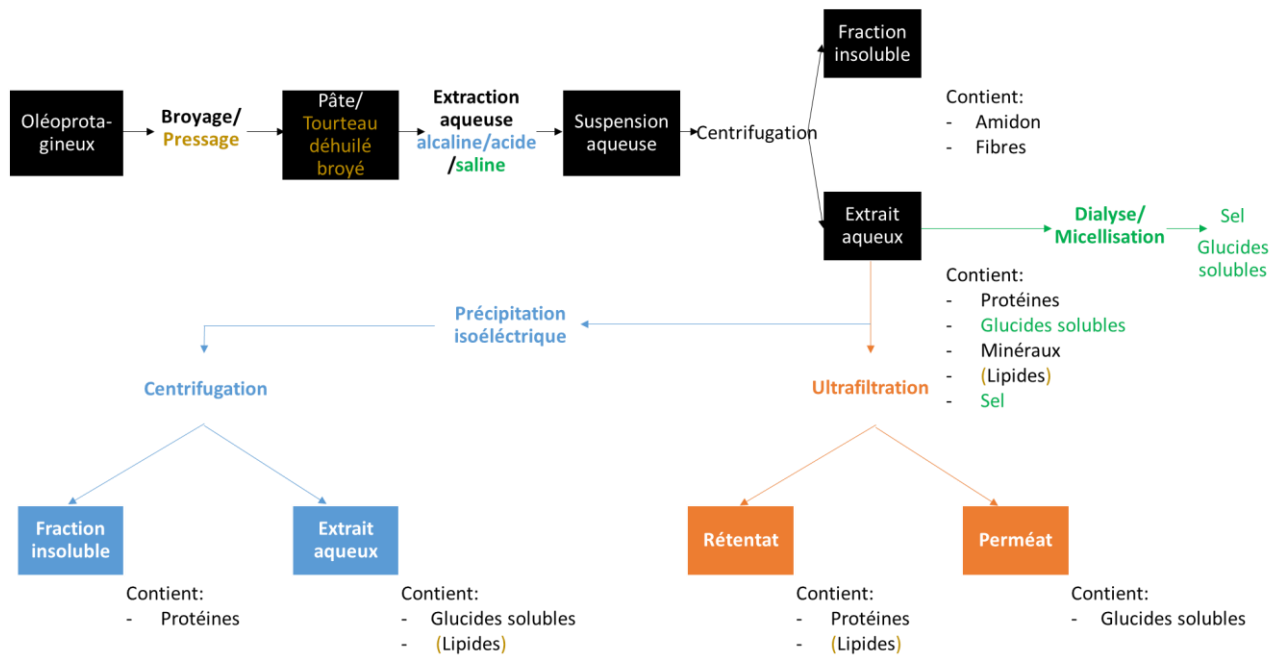 Oléoprota-
gineux
Broyage/
Pressage
Pâte/
Tourteau
déhuilé
broyé
Extraction
aqueuse
alcaline/acide
/saline
Suspension
aqueuse
Centrifugation
Fraction
insoluble
Contient:
- Amidon
- Fibres
Extrait
aqueux
Dialyse/
Micellisation
Sel
Glucides
solubles
Contient:
- Protéines
- Glucides solubles
- Minéraux
- (Lipides)
- Sel
Précipitation
isoéléctrique
Centrifugation
Ultrafiltration
Fraction
insoluble
Contient:
- Protéines
Extrait
aqueux
Contient:
- Glucides solubles
- (Lipides)
Rétentat
Contient:
- Protéines
- (Lipides)
Perméat
Contient:
- Glucides solubles